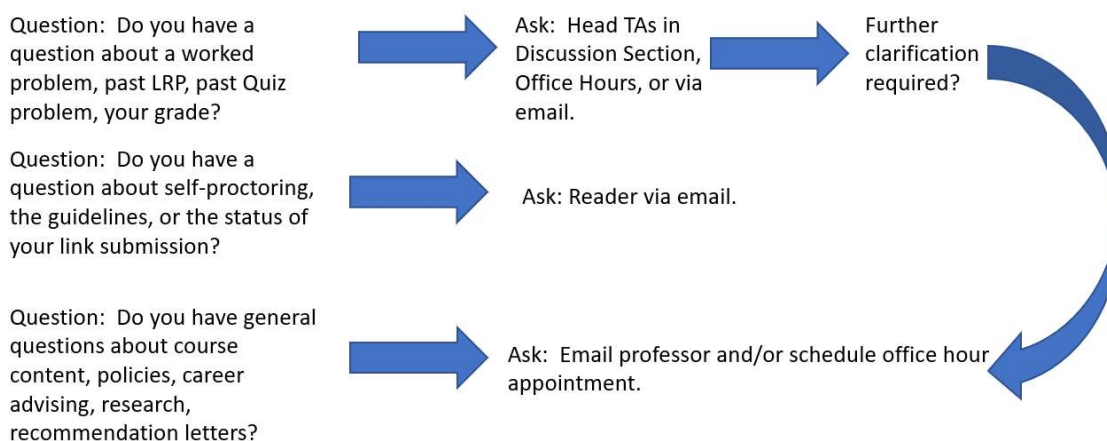 Question:  Do you have a
question about a worked
problem, past LRP, past Quiz
problem, your grade?
Ask:  Head TAs in
Discussion Section,
Office Hours, or via
email.
Further
clarification
required?
Question:  Do you have a
question about self-proctoring,
the guidelines, or the status of
your link submission?
Ask: Reader via email.
Question:  Do you have general
questions about course
content, policies, career
advising, research,
recommendation letters?
Ask:  Email professor and/or schedule office hour
appointment.